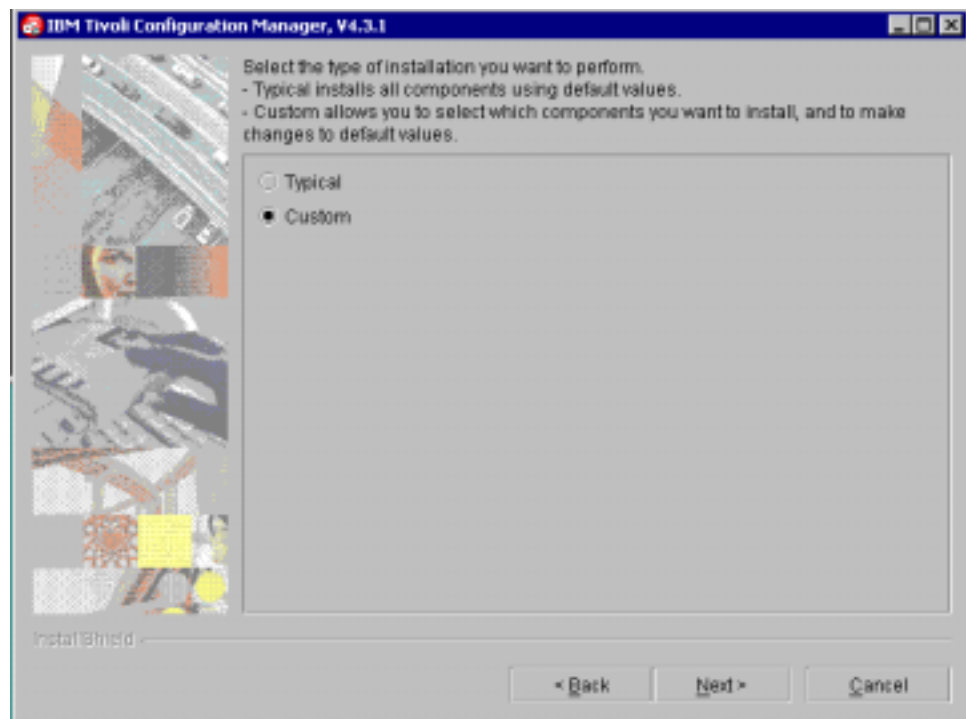 IBM Tivoli Configuration Manager, V4.3.1
Select the type of installation you want to perform.
- Typical installs all components using default values.
- Custom allows you to select which components you want to install, and to make
changes to default values.
Typical
Custom
InstallShield
< Back
Next >
Cancel